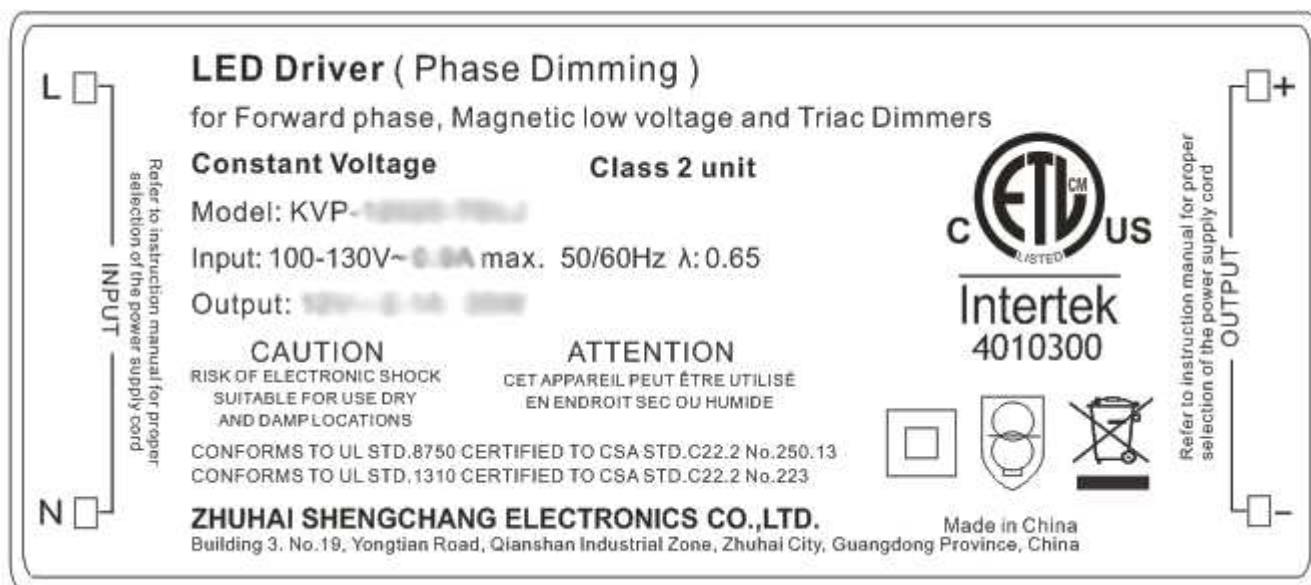 LED Driver ( Phase Dimming )
for Forward phase, Magnetic low voltage and Triac Dimmers
Constant Voltage Class 2 unit
Model: KVP-
Input: 100-130V~ max. 50/60Hz λ: 0.65
Output:
CAUTION
RISK OF ELECTRONIC SHOCK
SUITABLE FOR USE DRY
AND DAMP LOCATIONS
ATTENTION
CET APPAREIL PEUT ÊTRE UTILISÉ
EN ENDROIT SEC OU HUMIDE
CONFORMS TO UL STD.8750 CERTIFIED TO CSA STD.C22.2 No.250.13
CONFORMS TO UL STD.1310 CERTIFIED TO CSA STD.C22.2 No.223
ZHUHAI SHENGCHANG ELECTRONICS CO.,LTD.
Building 3. No.19, Yongtian Road, Qianshan Industrial Zone, Zhuhai City, Guangdong Province, China
Made in China
L
N
INPUT
Refer to instruction manual for proper
selection of the power supply cord
ETL CM
LISTED
C US
Intertek
4010300
+
-
OUTPUT
Refer to instruction manual for proper
selection of the power supply cord